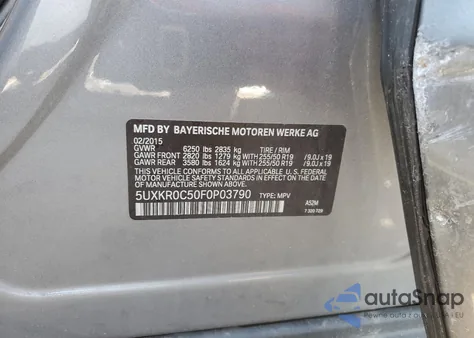 MFD BY BAYERISCHE MOTOREN WERKE AG
02/2015
GVWR 6250 lbs 2835 kg TIRE / RIM
GAWR FRONT 2820 lbs 1279 kg WITH 255/50 R19 / 9.0J x 19
GAWR REAR 3580 lbs 1624 kg WITH 255/50 R19 / 9.0J x 19
THIS VEHICLE CONFORMS TO ALL APPLICABLE U.S. FEDERAL MOTOR VEHICLE
SAFETY AND THEFT PREVENTION STANDARDS IN EFFECT ON THE DATE OF
MANUFACTURE SHOWN ABOVE.
5UXKR0C50F0P03790 TYPE: MPV
A52M
autoSnap